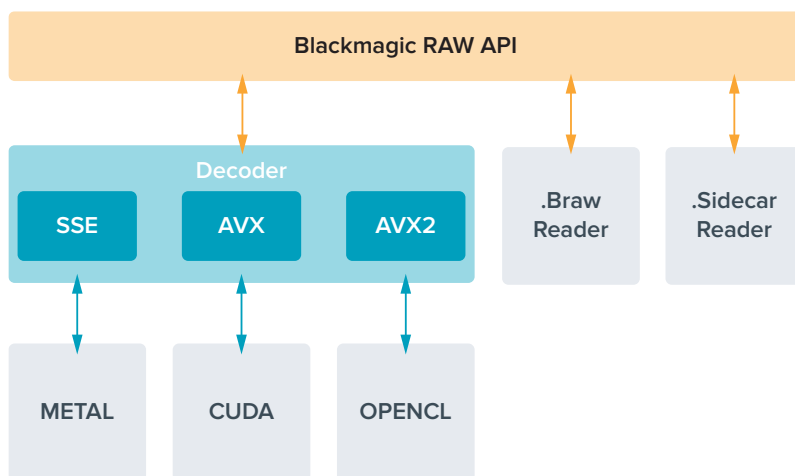 Blackmagic RAW API
Decoder
SSE
AVX
AVX2
.Braw
Reader
.Sidecar
Reader
METAL
CUDA
OPENCL